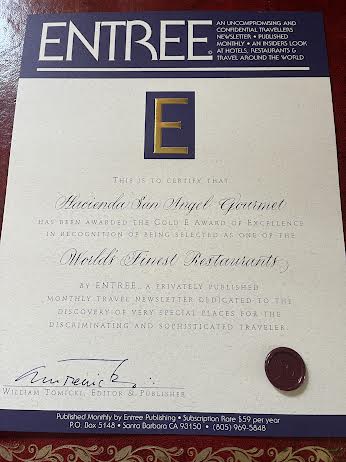 ENTREE®
AN UNCOMPROMISING AND
CONFIDENTIAL TRAVELLERS
NEWSLETTER • PUBLISHED
MONTHLY • AN INSIDERS LOOK
AT HOTELS, RESTAURANTS &
TRAVEL AROUND THE WORLD
E
THIS IS TO CERTIFY THAT
Hacienda San Angel Gourmet
HAS BEEN AWARDED THE GOLD E AWARD OF EXCELLENCE
IN RECOGNITION OF BEING SELECTED AS ONE OF THE
World's Finest Restaurants
BY ENTREE, A PRIVATELY PUBLISHED
MONTHLY TRAVEL NEWSLETTER DEDICATED TO THE
DISCOVERY OF VERY SPECIAL PLACES FOR THE
DISCRIMINATING AND SOPHISTICATED TRAVELER.
WILLIAM TOMICKI, EDITOR & PUBLISHER
Published Monthly by Entree Publishing • Subscription Rate $59 per year
P.O. Box 5148 • Santa Barbara CA 93150 • (805) 969-5848